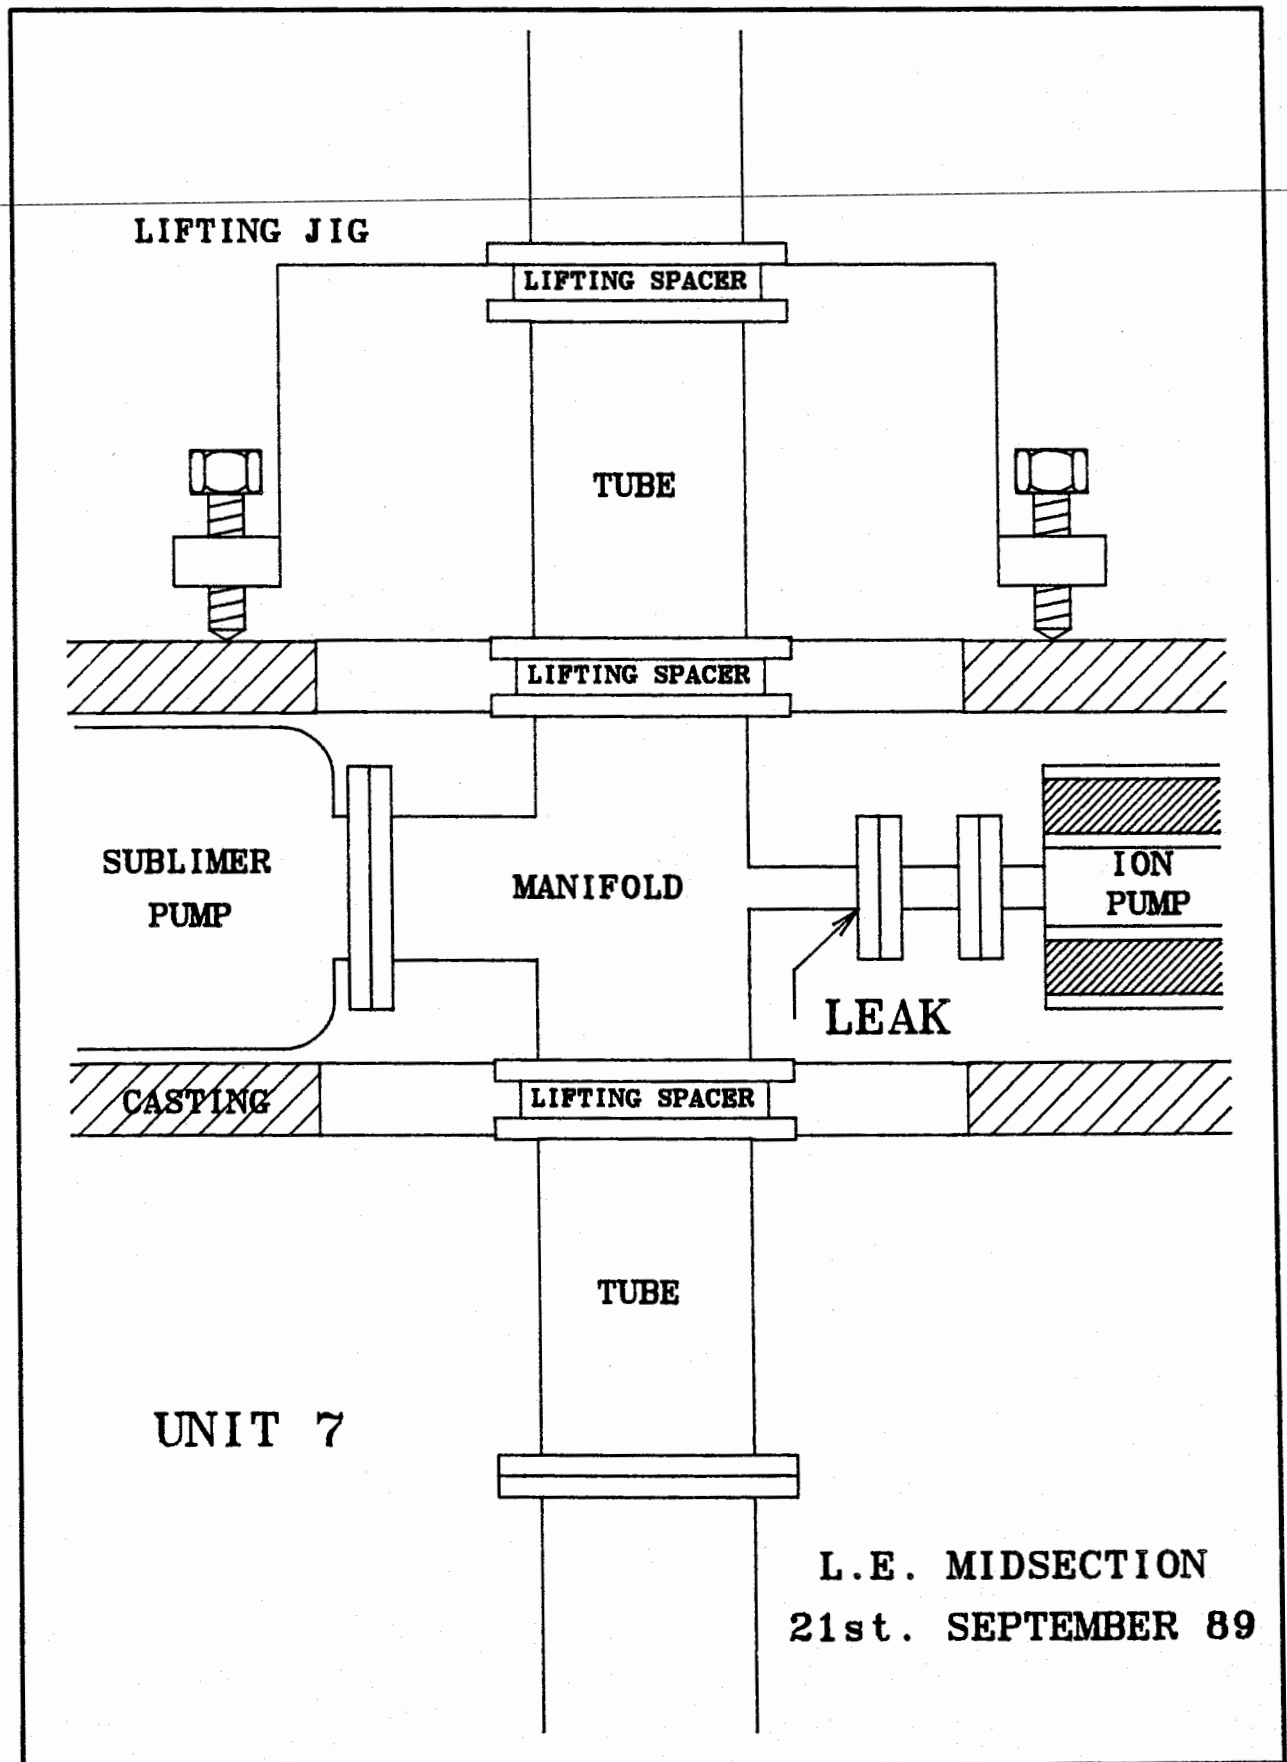 LIFTING JIG
LIFTING SPACER
TUBE
LIFTING SPACER
SUBLIMER
PUMP
MANIFOLD
ION
PUMP
LEAK
CASTING
LIFTING SPACER
TUBE
UNIT 7
L.E. MIDSECTION
21st. SEPTEMBER 89